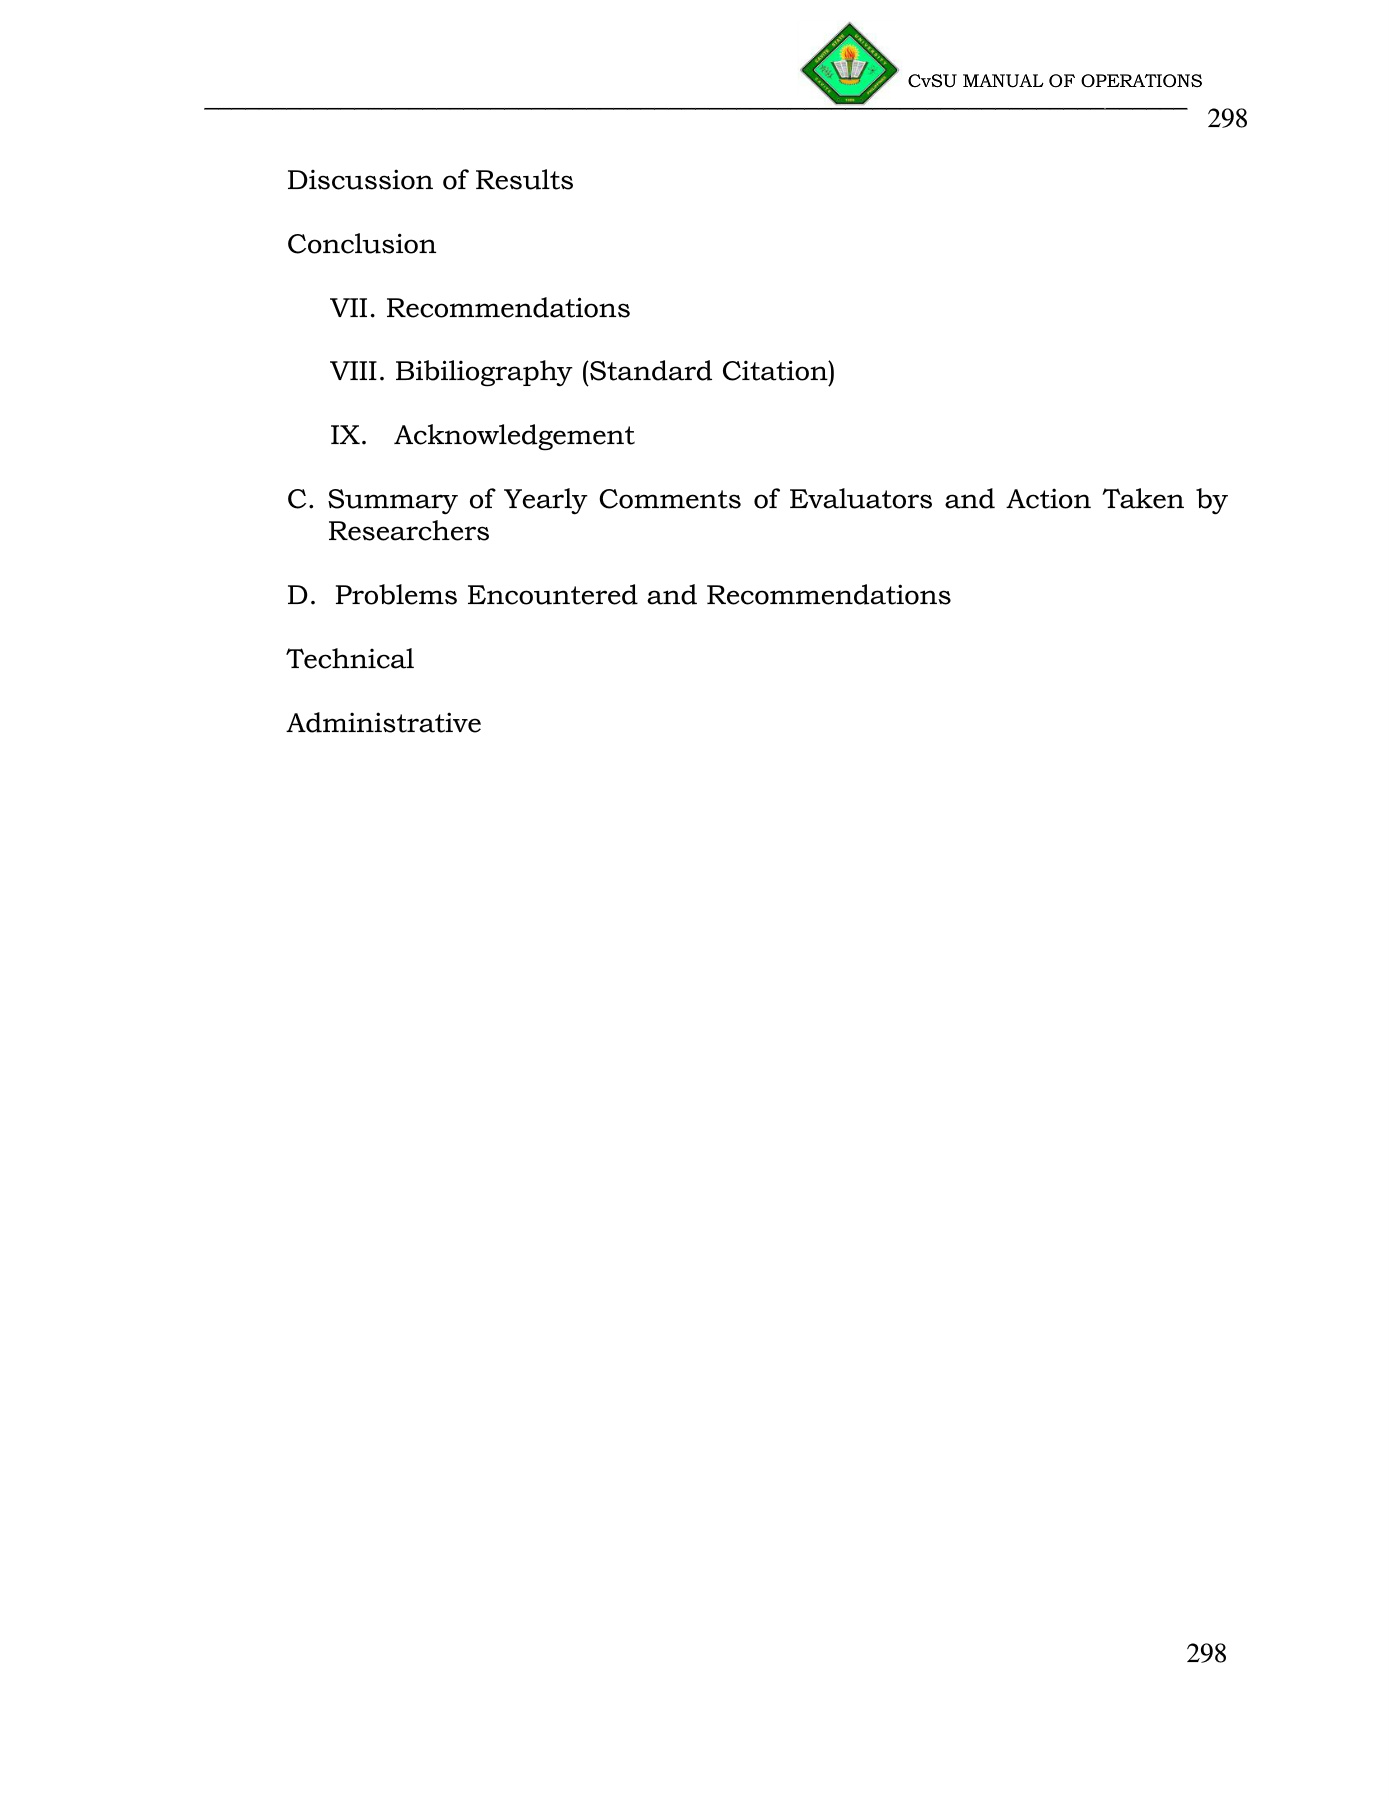 CvSU MANUAL OF OPERATIONS
298
Discussion of Results
Conclusion
VII. Recommendations
VIII. Bibiliography (Standard Citation)
IX. Acknowledgement
C. Summary of Yearly Comments of Evaluators and Action Taken by
Researchers
D. Problems Encountered and Recommendations
Technical
Administrative
298